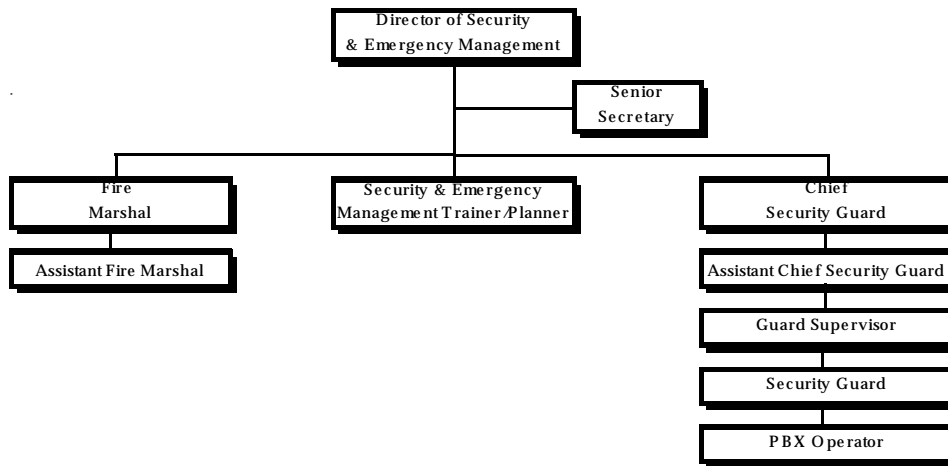 Director of Security
& Emergency Management
Senior
Secretary
Fire
Marshal
Security & Emergency
Management Trainer/Planner
Chief
Security Guard
Assistant Fire Marshal
Assistant Chief Security Guard
Guard Supervisor
Security Guard
PBX Operator